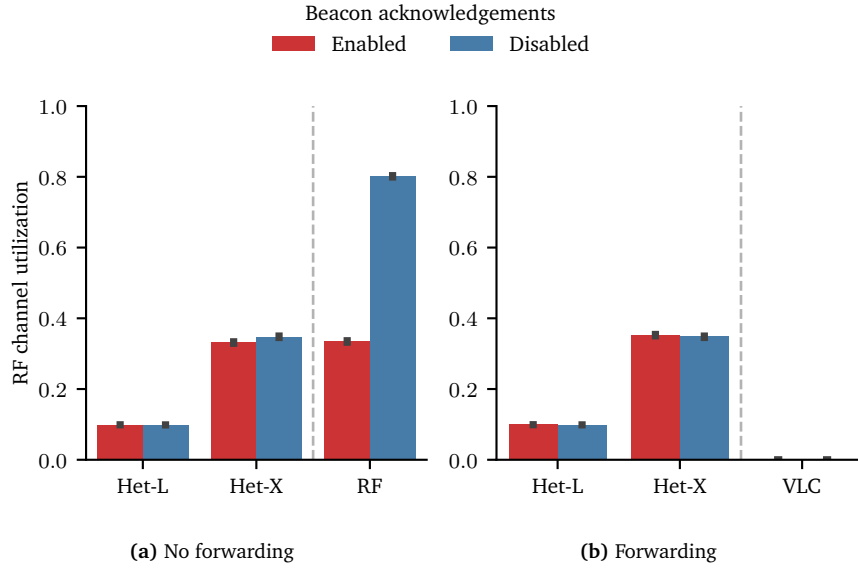 Beacon acknowledgements
Enabled Disabled
RF channel utilization
1.0
0.8
0.6
0.4
0.2
0.0
Het-L Het-X RF
(a) No forwarding
1.0
0.8
0.6
0.4
0.2
0.0
Het-L Het-X VLC
(b) Forwarding